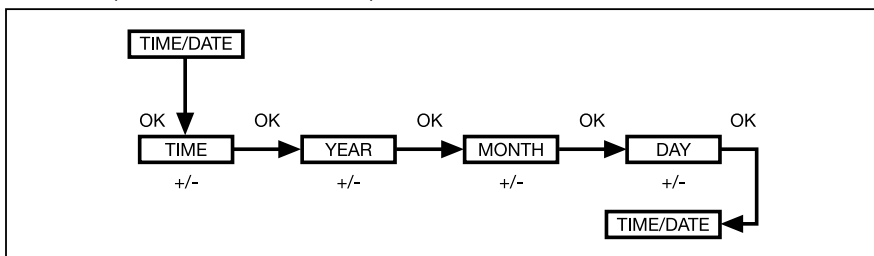 TIME/DATE
OK OK OK OK OK
TIME YEAR MONTH DAY
+/- +/- +/- +/-
TIME/DATE